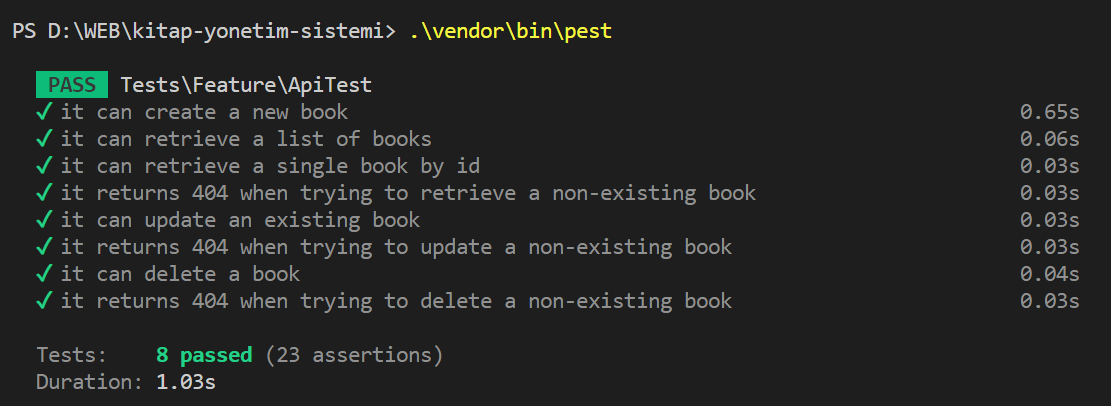 PS D:\WEB\kitap-yonetim-sistemi> .\vendor\bin\pest
PASS Tests\Feature\ApiTest
✓ it can create a new book 0.65s
✓ it can retrieve a list of books 0.06s
✓ it can retrieve a single book by id 0.03s
✓ it returns 404 when trying to retrieve a non-existing book 0.03s
✓ it can update an existing book 0.03s
✓ it returns 404 when trying to update a non-existing book 0.03s
✓ it can delete a book 0.04s
✓ it returns 404 when trying to delete a non-existing book 0.03s
Tests: 8 passed (23 assertions)
Duration: 1.03s